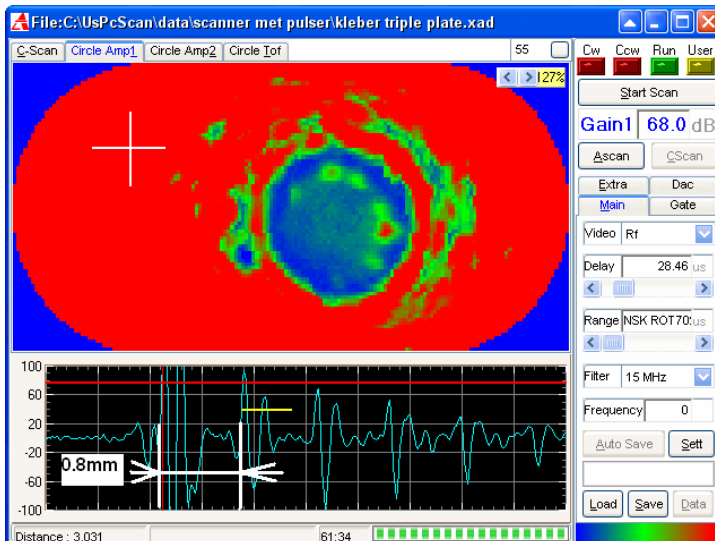 File:C:\UsPcScan\data\scanner met pulser\kleber triple plate.xad
C-Scan Circle Amp1 Circle Amp2 Circle Tof 55
127%
Cw Ccw Run User
Start Scan
Gain1 68.0 dB
Ascan CScan
Extra Dac
Main Gate
Video Rf
Delay 28.46 us
Range NSK ROT70: us
Filter 15 MHz
Frequency 0
Auto Save Sett
Load Save Data
100
60
20
-20
-60
-100
0.8mm
Distance : 3.031 61:34